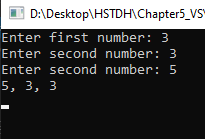 D:\Desktop\HSTDH\Chapter5_VS\
Enter first number: 3
Enter second number: 3
Enter second number: 5
5, 3, 3